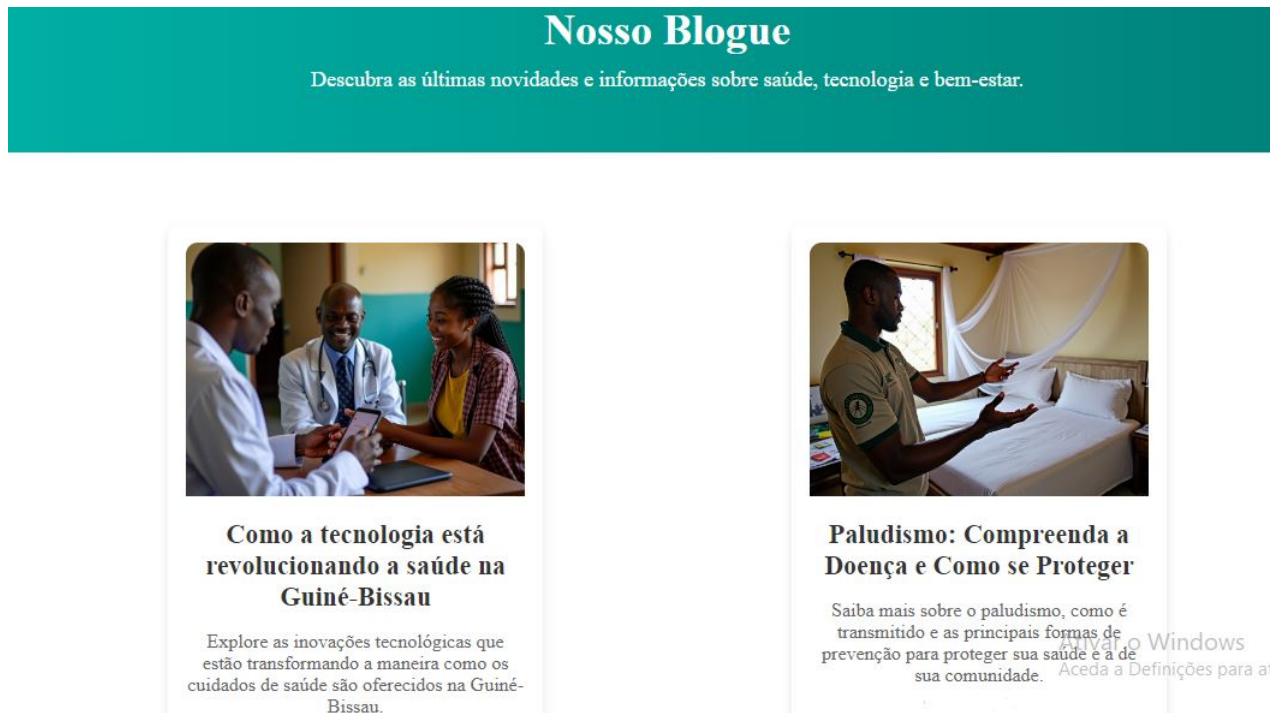 Nosso Blogue
Descubra as últimas novidades e informações sobre saúde, tecnologia e bem-estar.
Como a tecnologia está
revolucionando a saúde na
Guiné-Bissau
Explore as inovações tecnológicas que
estão transformando a maneira como os
cuidados de saúde são oferecidos na Guiné-
Bissau.
Paludismo: Compreenda a
Doença e Como se Proteger
Saiba mais sobre o paludismo, como é
transmitido e as principais formas de
prevenção para proteger sua saúde e a de
sua comunidade.
Ativar o Windows
Aceda a Definições para